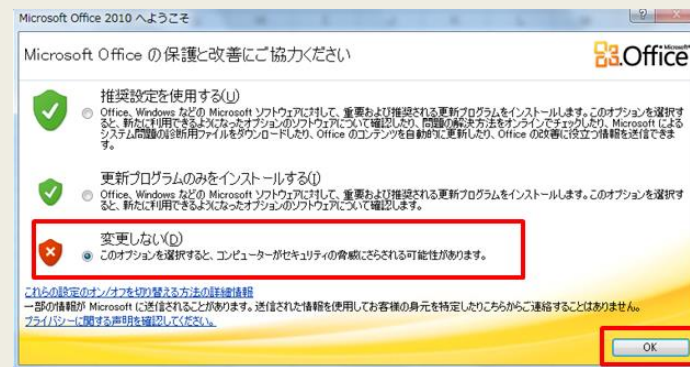 Microsoft Office 2010 へようこそ
Microsoft Office の保護と改善にご協力ください
Microsoft
Office
推奨設定を使用する(U)
Office、Windows などの Microsoft ソフトウェアに対して、重要および推奨される更新プログラムをインストールします。このオプションを選択す
ると、新たに利用できるようになったオプションのソフトウェアについて確認したり、問題の解決方法をオンラインでチェックしたり、Microsoft による
システム問題の診断用ファイルをダウンロードしたり、Office のコンテンツを自動的に更新したり、Office の改善に役立つ情報を送信できま
す。
更新プログラムのみをインストールする(I)
Office、Windows などの Microsoft ソフトウェアに対して、重要および推奨される更新プログラムをインストールします。このオプションを選択す
ると、新たに利用できるようになったオプションのソフトウェアについて確認します。
変更しない(D)
このオプションを選択すると、コンピューターがセキュリティの脅威にさらされる可能性があります。
これらの設定のオン/オフを切り替える方法の詳細情報
一部の情報が Microsoft に送信されることがあります。送信された情報を使用してお客様の身元を特定したりこちらからご連絡することはありません。
プライバシーに関する声明を確認してください。
OK